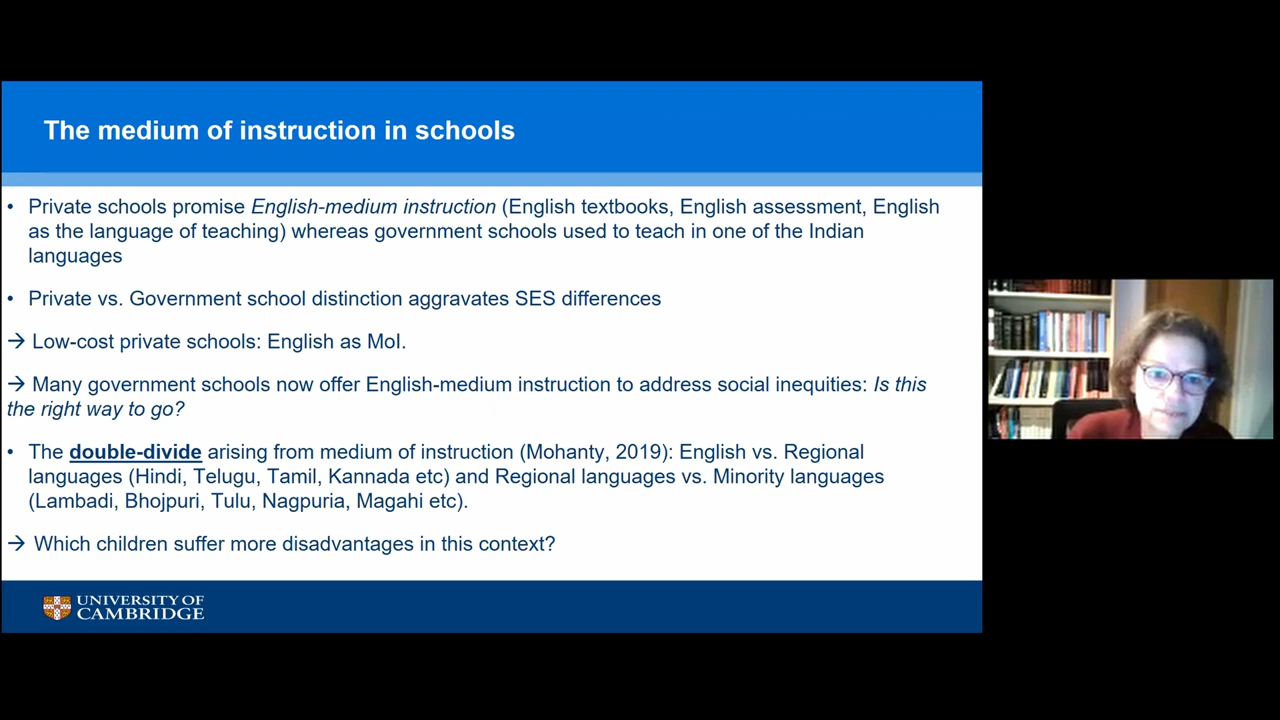 The medium of instruction in schools
• Private schools promise English-medium instruction (English textbooks, English assessment, English
as the language of teaching) whereas government schools used to teach in one of the Indian
languages
• Private vs. Government school distinction aggravates SES differences
→ Low-cost private schools: English as MoI.
→ Many government schools now offer English-medium instruction to address social inequities: Is this
the right way to go?
• The double-divide arising from medium of instruction (Mohanty, 2019): English vs. Regional
languages (Hindi, Telugu, Tamil, Kannada etc) and Regional languages vs. Minority languages
(Lambadi, Bhojpuri, Tulu, Nagpuria, Magahi etc).
→ Which children suffer more disadvantages in this context?
UNIVERSITY OF
CAMBRIDGE